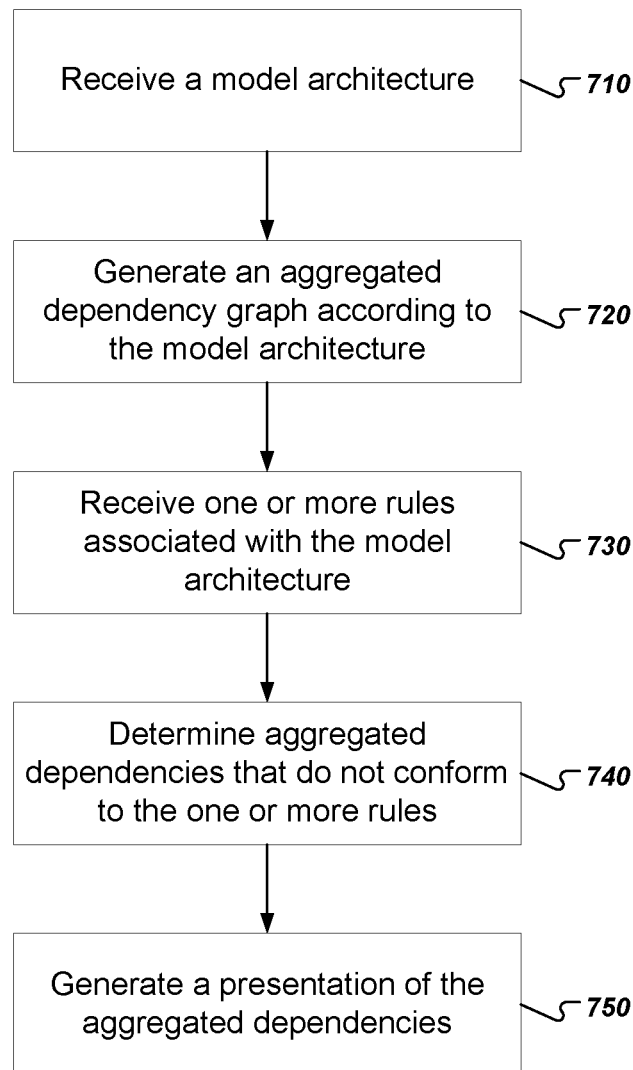 Receive a model architecture
710
Generate an aggregated
dependency graph according to
the model architecture
720
Receive one or more rules
associated with the model
architecture
730
Determine aggregated
dependencies that do not conform
to the one or more rules
740
Generate a presentation of the
aggregated dependencies
750